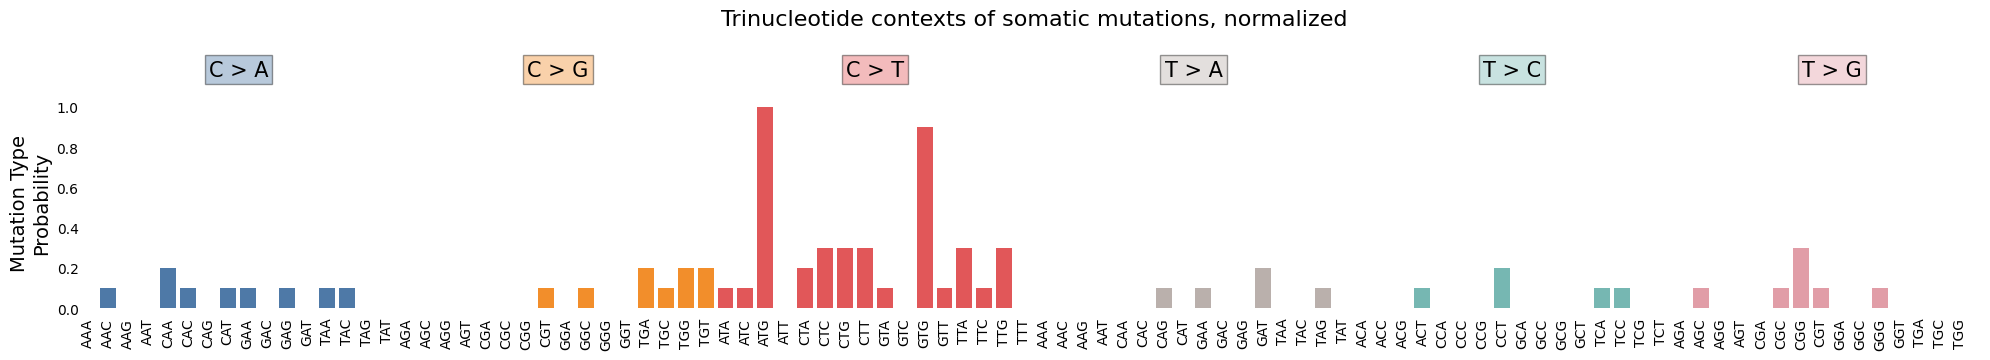 Trinucleotide contexts of somatic mutations, normalized
C > A C > G C > T T > A T > C T > G
Mutation Type
Probability
1.0
0.8
0.6
0.4
0.2
0.0
AAA AAC AAG AAT CAA CAC CAG CAT GAA GAC GAG GAT TAA TAC TAG TAT AGA AGC AGG AGT CGA CGC CGG CGT GGA GGC GGG GGT TGA TGC TGG TGT ATA ATC ATG ATT CTA CTC CTG CTT GTA GTC GTG GTT TTA TTC TTG TTT AAA AAC AAG AAT CAA CAC CAG CAT GAA GAC GAG GAT TAA TAC TAG TAT ACA ACC ACG ACT CCA CCC CCG CCT GCA GCC GCG GCT TCA TCC TCG TCT AGA AGC AGG AGT CGA CGC CGG CGT GGA GGC GGG GGT TGA TGC TGG